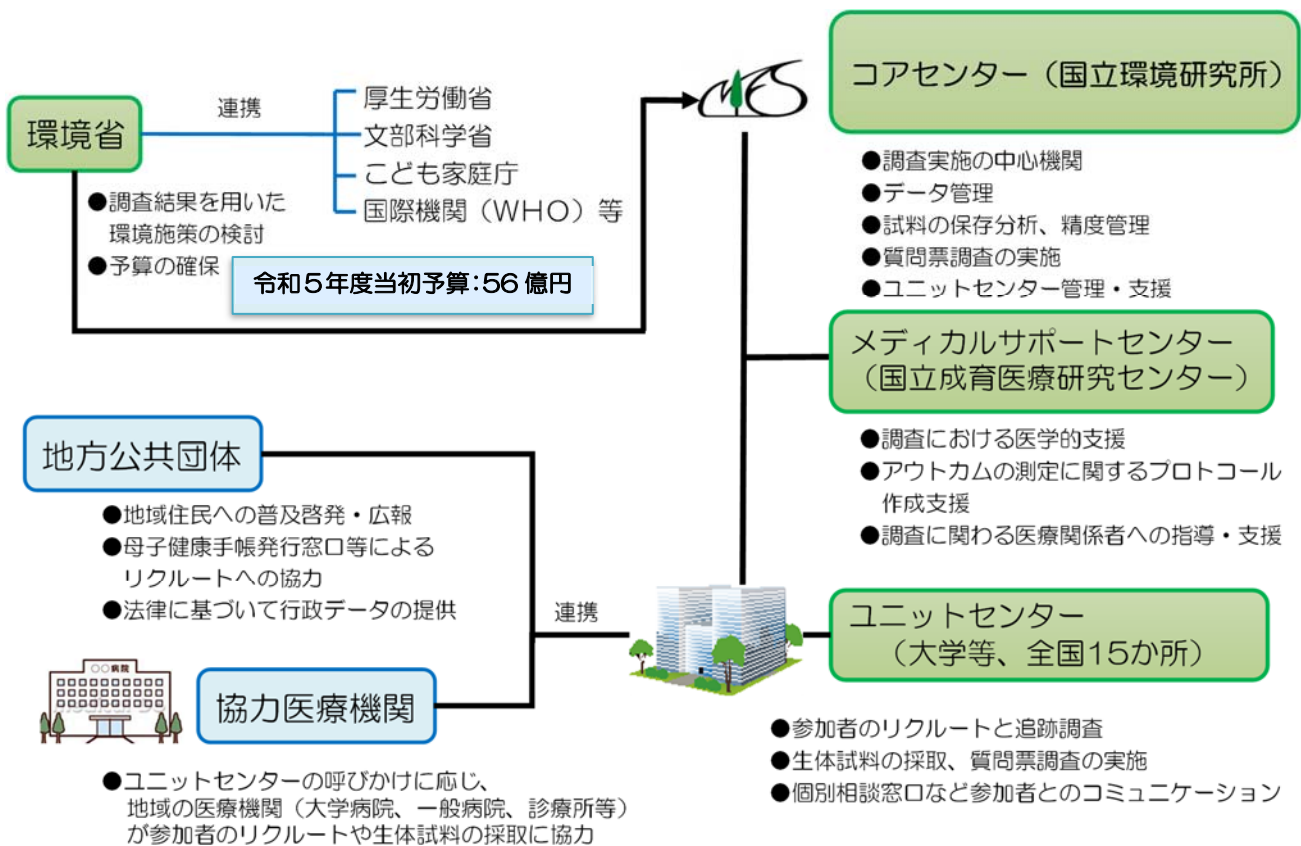 環境省
連携
厚生労働省
文部科学省
こども家庭庁
国際機関（WHO）等
●調査結果を用いた
環境施策の検討
●予算の確保
令和5年度当初予算：56億円
コアセンター（国立環境研究所）
●調査実施の中心機関
●データ管理
●試料の保存分析、精度管理
●質問票調査の実施
●ユニットセンター管理・支援
メディカルサポートセンター
（国立成育医療研究センター）
●調査における医学的支援
●アウトカムの測定に関するプロトコール
作成支援
●調査に関わる医療関係者への指導・支援
地方公共団体
●地域住民への普及啓発・広報
●母子健康手帳発行窓口等による
リクルートへの協力
●法律に基づいて行政データの提供
連携
○○病院
協力医療機関
●ユニットセンターの呼びかけに応じ、
地域の医療機関（大学病院、一般病院、診療所等）
が参加者のリクルートや生体試料の採取に協力
ユニットセンター
（大学等、全国15か所）
●参加者のリクルートと追跡調査
●生体試料の採取、質問票調査の実施
●個別相談窓口など参加者とのコミュニケーション